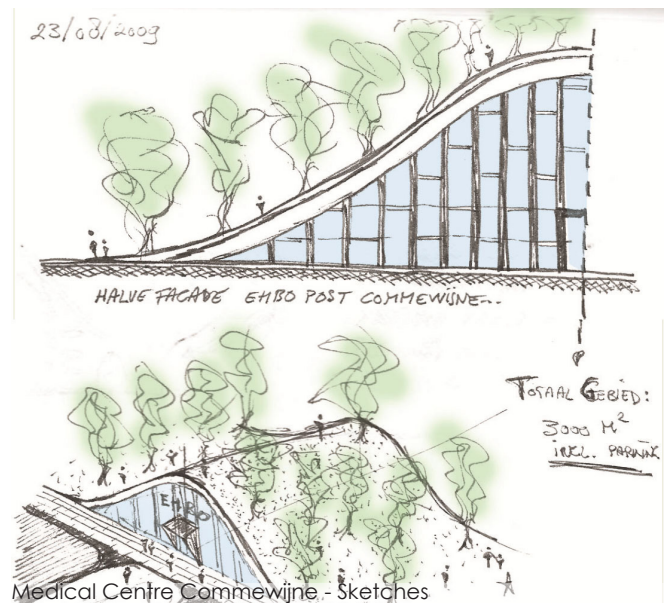 23/08/2009
HALVE FACADE EHBO POST COMMEWIJNE...
TOTAAL GEBIED:
3000 M²
INCL. PARKING
EHBO
Medical Centre Commewijne - Sketches